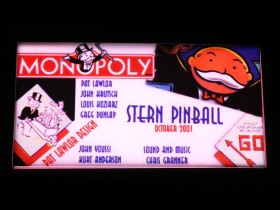 MONOPOLY
PAT LAWLOR
JOHN KRUTSCH
LOUIS KOZIARZ
GREG DUNLAP
STERN PINBALL
OCTOBER 2001
PAT LAWLOR DESIGN
JOHN YOUSSI
KURT ANDERSON
SOUND AND MUSIC
CHRIS GRANNER
GO